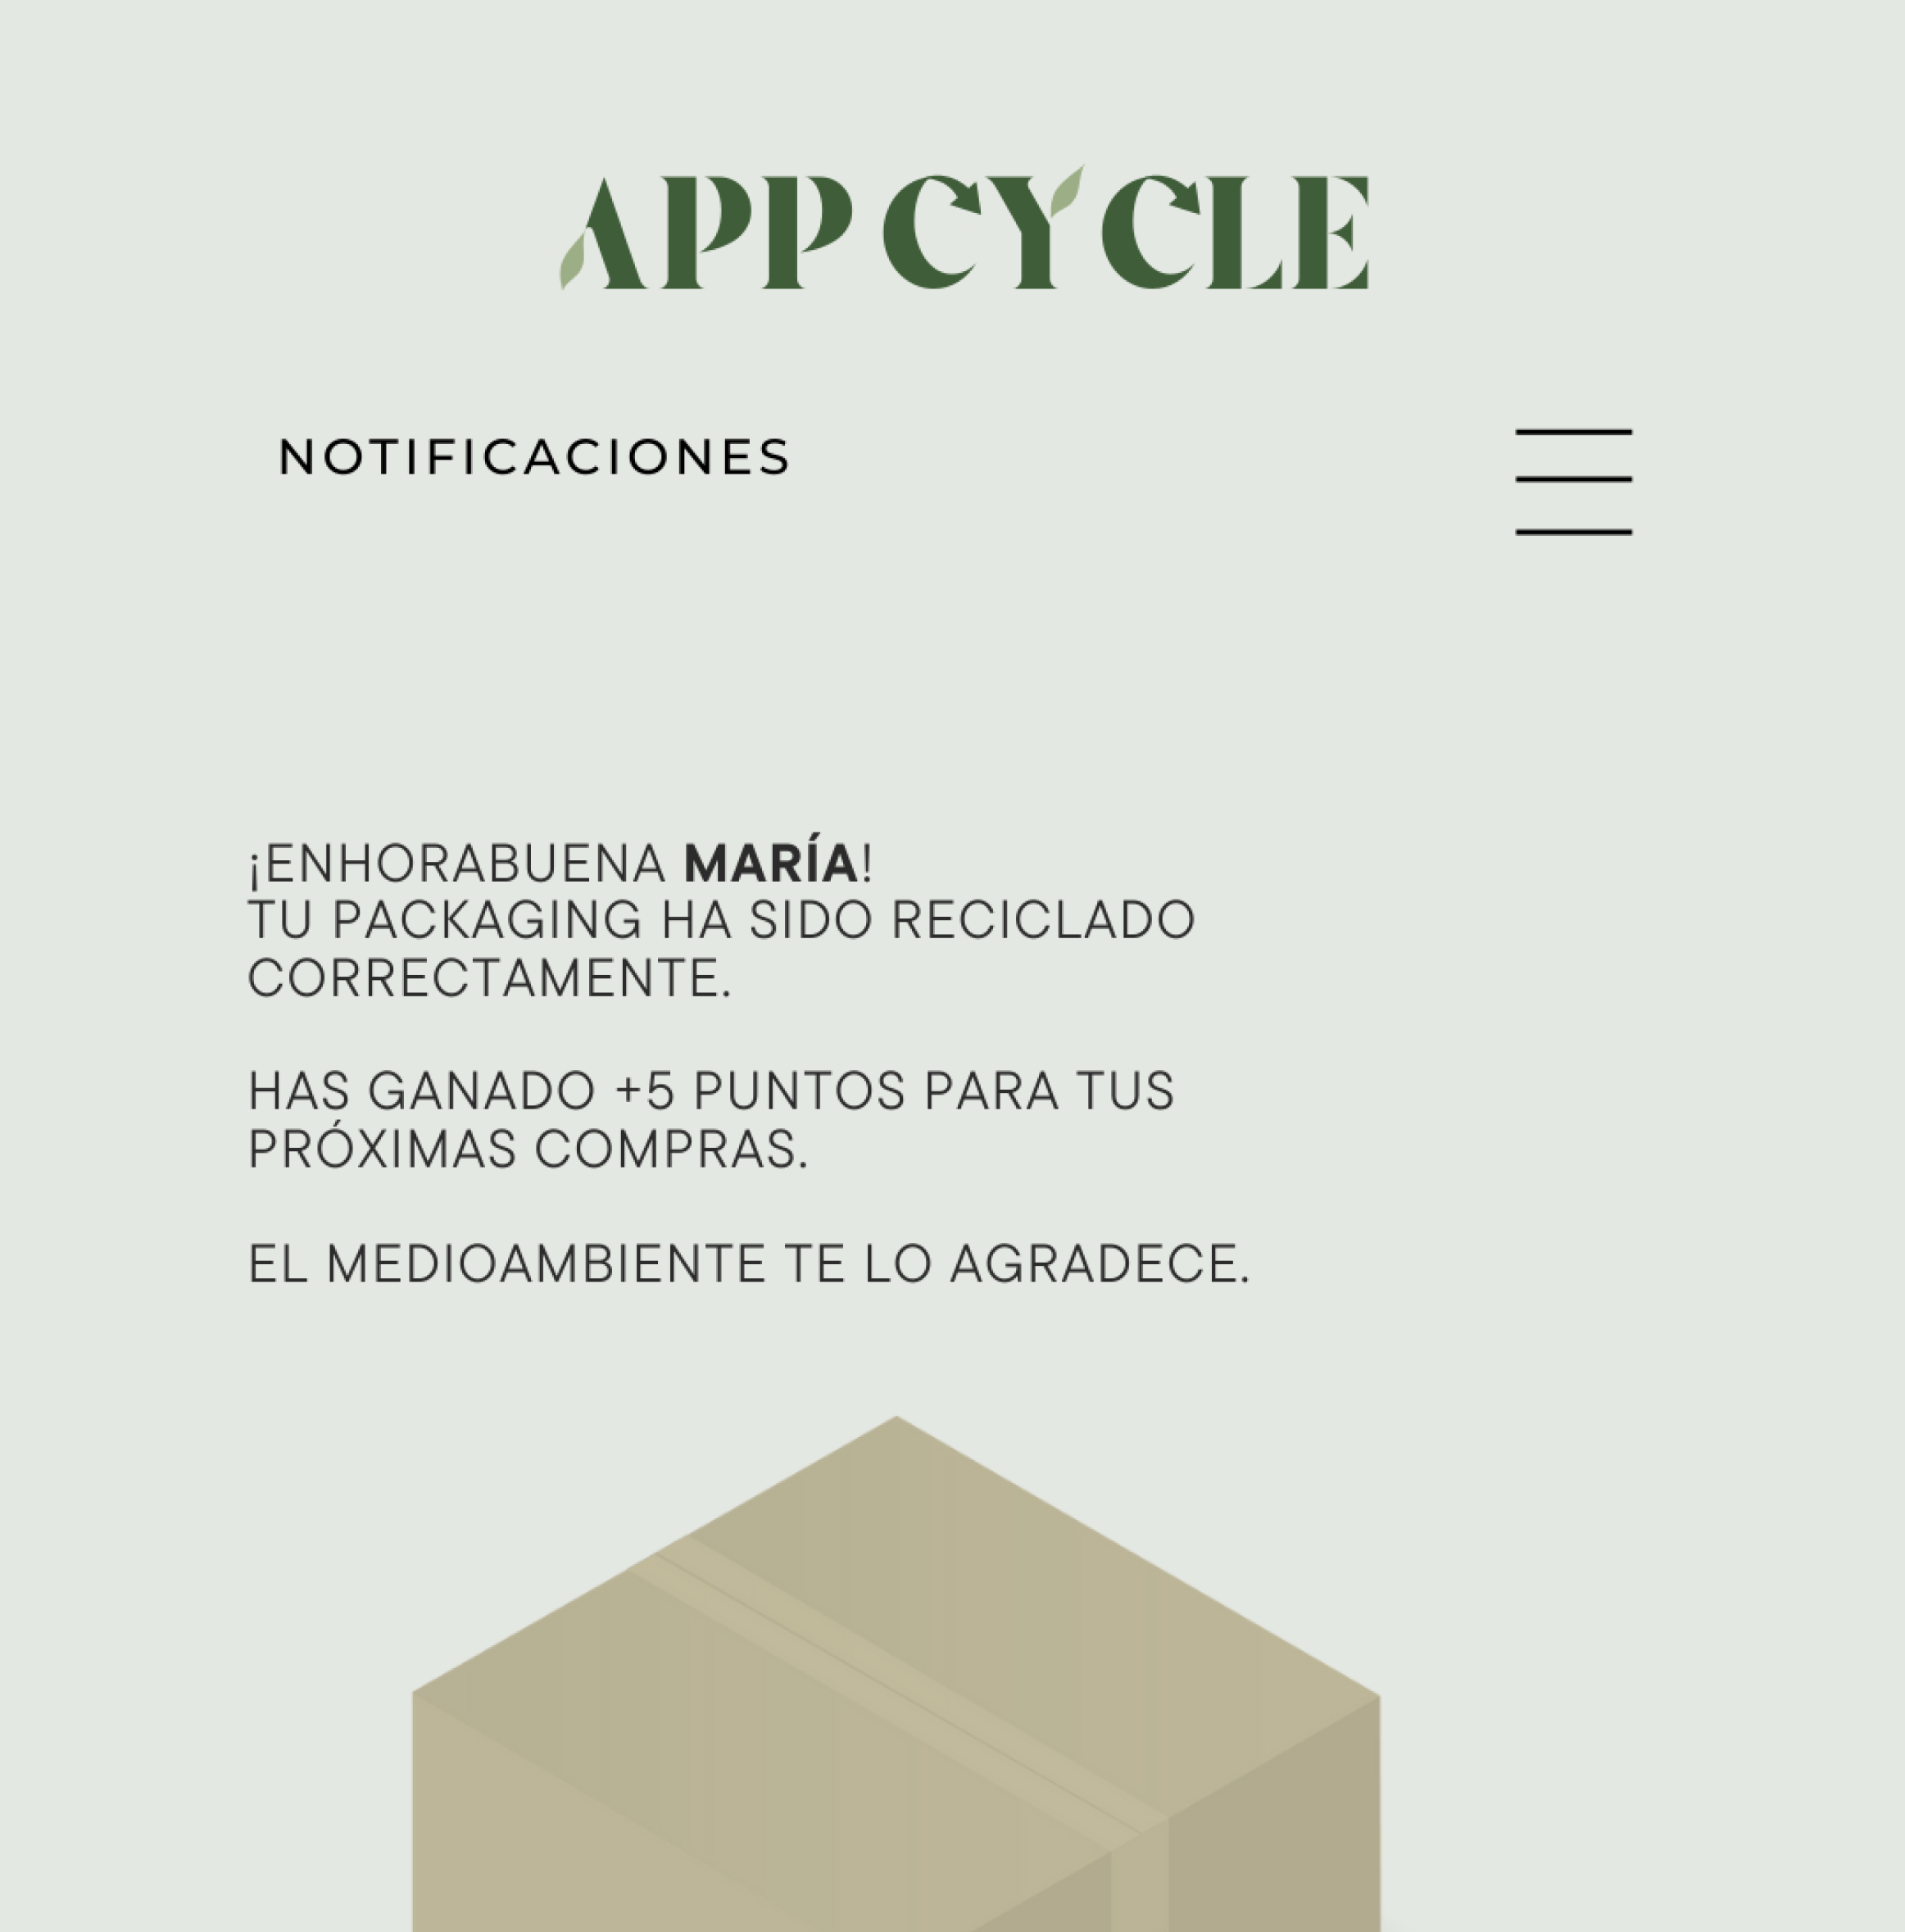 APP CYCLE
NOTIFICACIONES
¡ENHORABUENA MARÍA!
TU PACKAGING HA SIDO RECICLADO
CORRECTAMENTE.
HAS GANADO +5 PUNTOS PARA TUS
PRÓXIMAS COMPRAS.
EL MEDIOAMBIENTE TE LO AGRADECE.